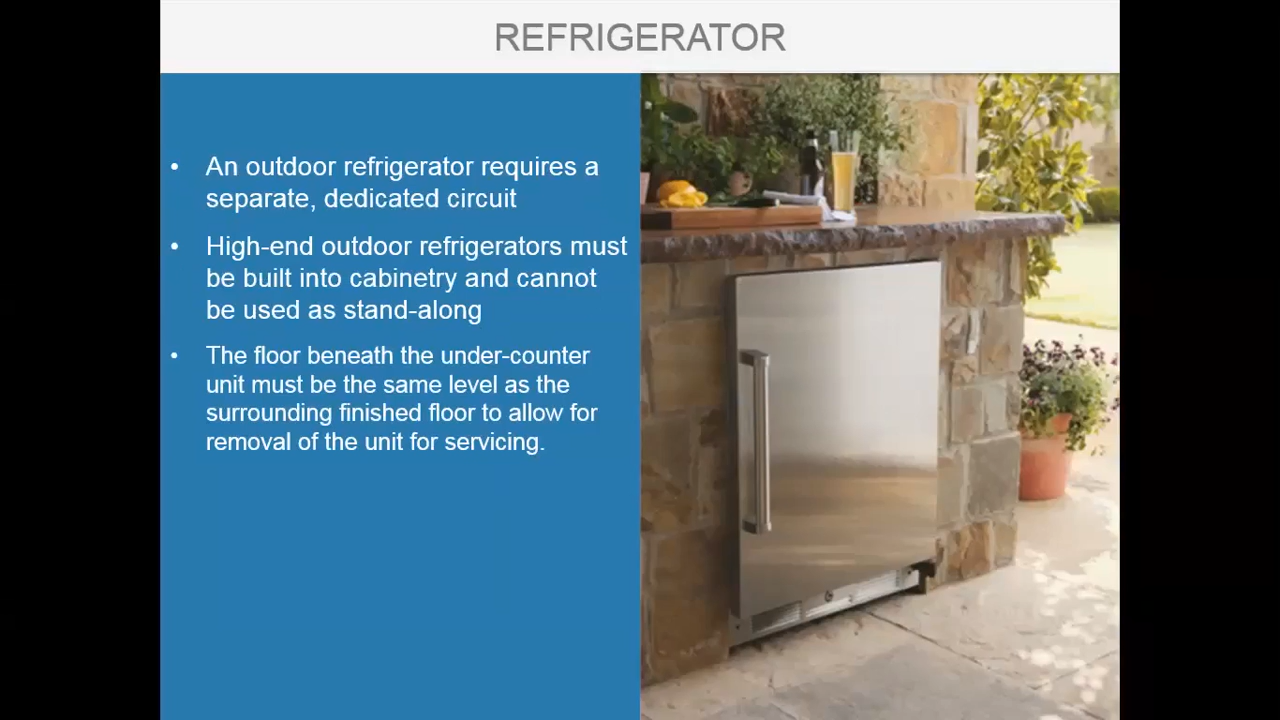 REFRIGERATOR
• An outdoor refrigerator requires a
separate, dedicated circuit
• High-end outdoor refrigerators must
be built into cabinetry and cannot
be used as stand-along
• The floor beneath the under-counter
unit must be the same level as the
surrounding finished floor to allow for
removal of the unit for servicing.